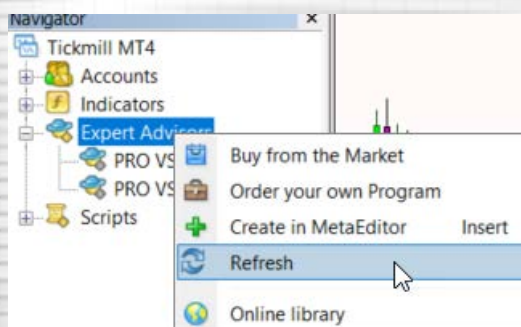 Navigator
Tickmill MT4
Accounts
Indicators
Expert Advisors
PRO VS
PRO VS
Scripts
Buy from the Market
Order your own Program
Create in MetaEditor Insert
Refresh
Online library